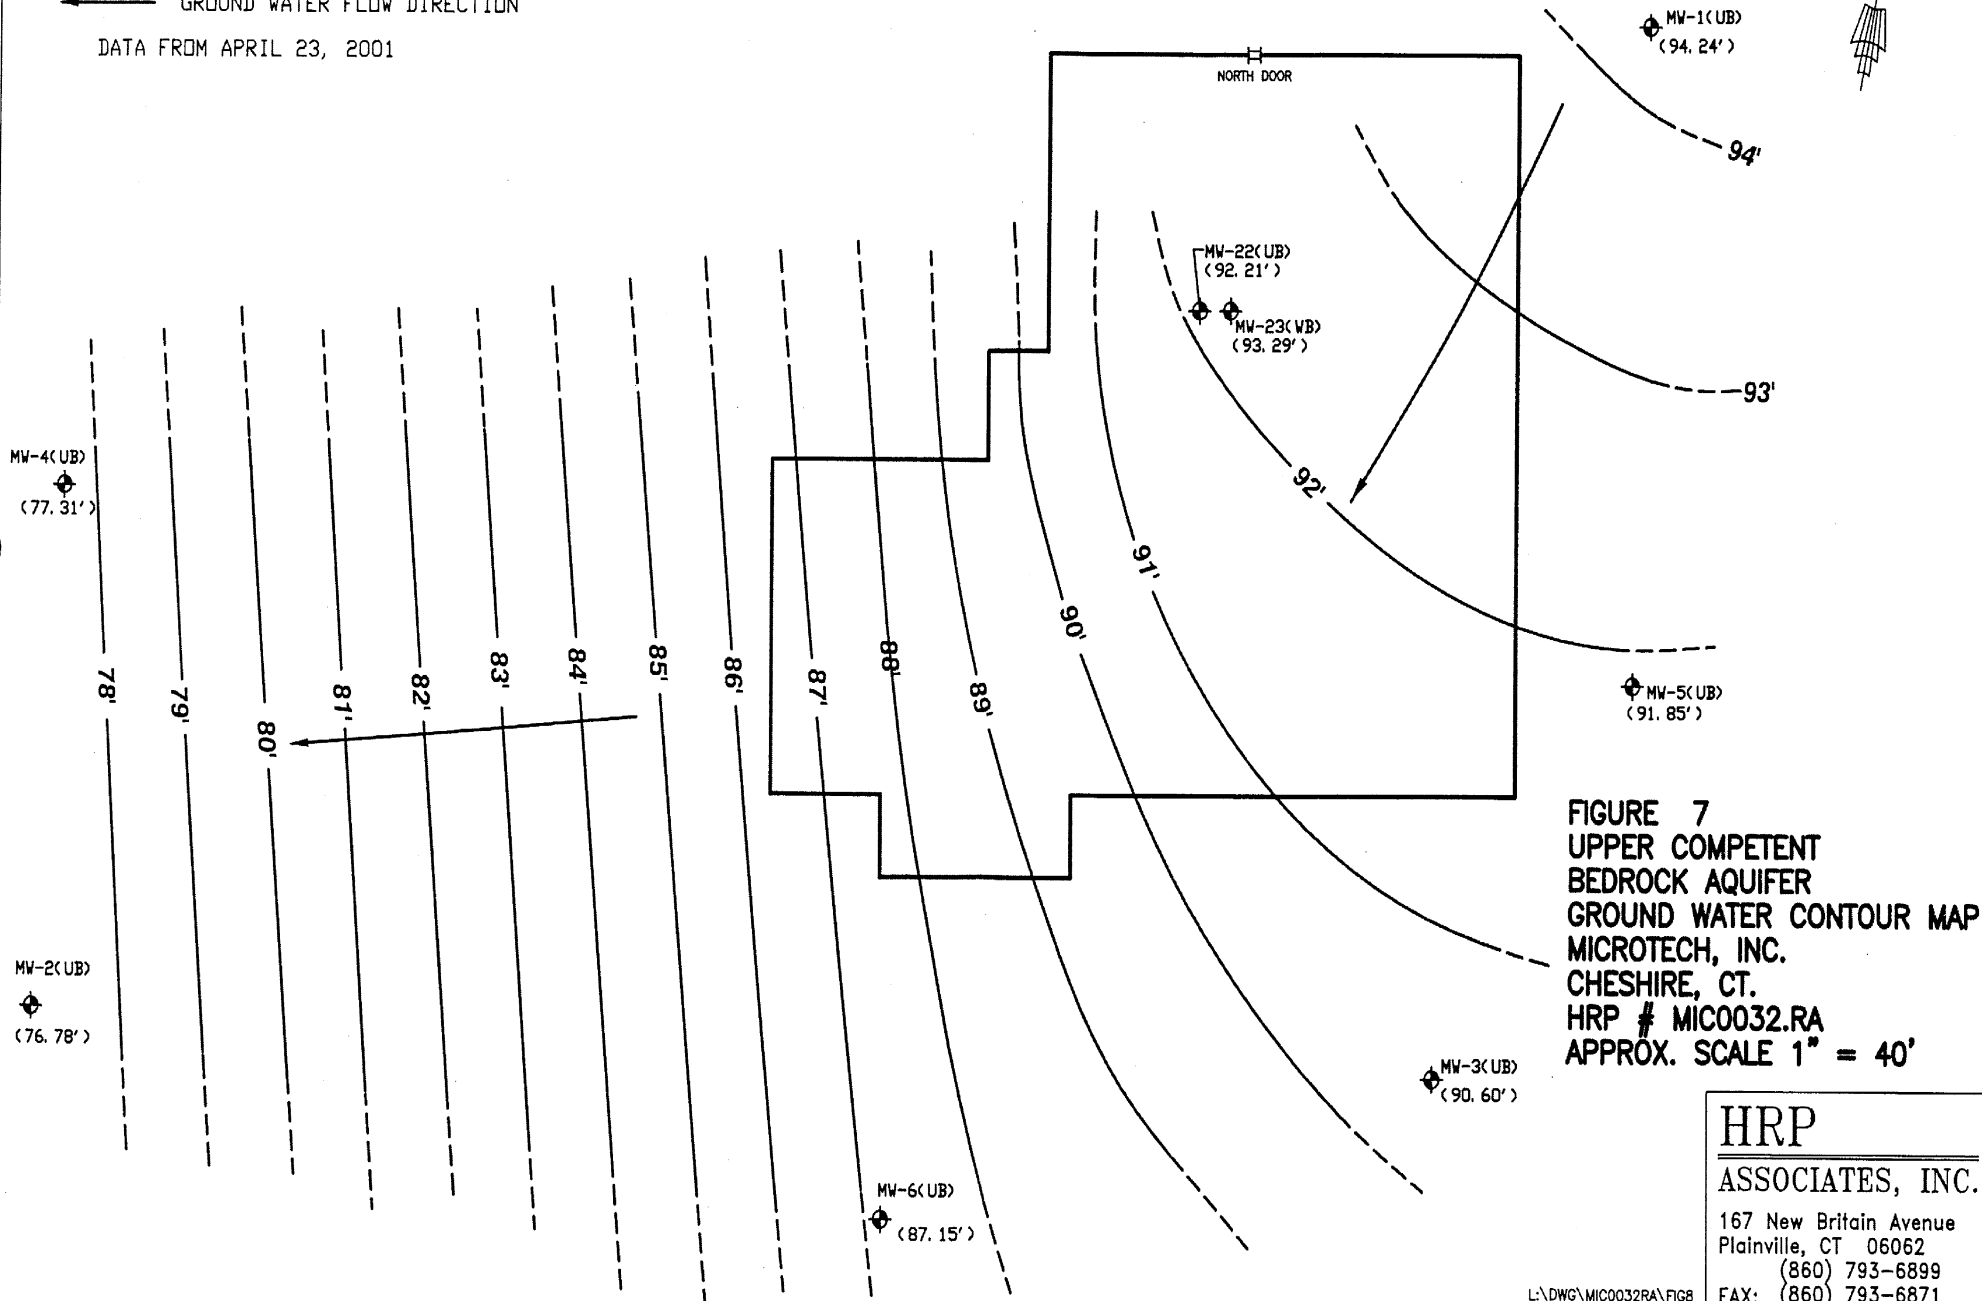 GROUND WATER FLOW DIRECTION
DATA FROM APRIL 23, 2001
MW-1(UB)
(94.24')
NORTH DOOR
94'
MW-22(UB)
(92.21')
MW-23(WB)
(93.29')
93'
MW-4(UB)
(77.31')
92'
91'
90'
78'
79'
80'
81'
82'
83'
84'
85'
86'
87'
88'
89'
MW-5(UB)
(91.85')
FIGURE 7
UPPER COMPETENT
BEDROCK AQUIFER
GROUND WATER CONTOUR MAP
MICROTECH, INC.
CHESHIRE, CT.
HRP # MIC0032.RA
APPROX. SCALE 1" = 40'
MW-2(UB)
(76.78')
MW-3(UB)
(90.60')
MW-6(UB)
(87.15')
HRP
ASSOCIATES, INC.
167 New Britain Avenue
Plainville, CT 06062
(860) 793-6899
FAX: (860) 793-6871
L:\DWG\MIC0032RA\FIG8